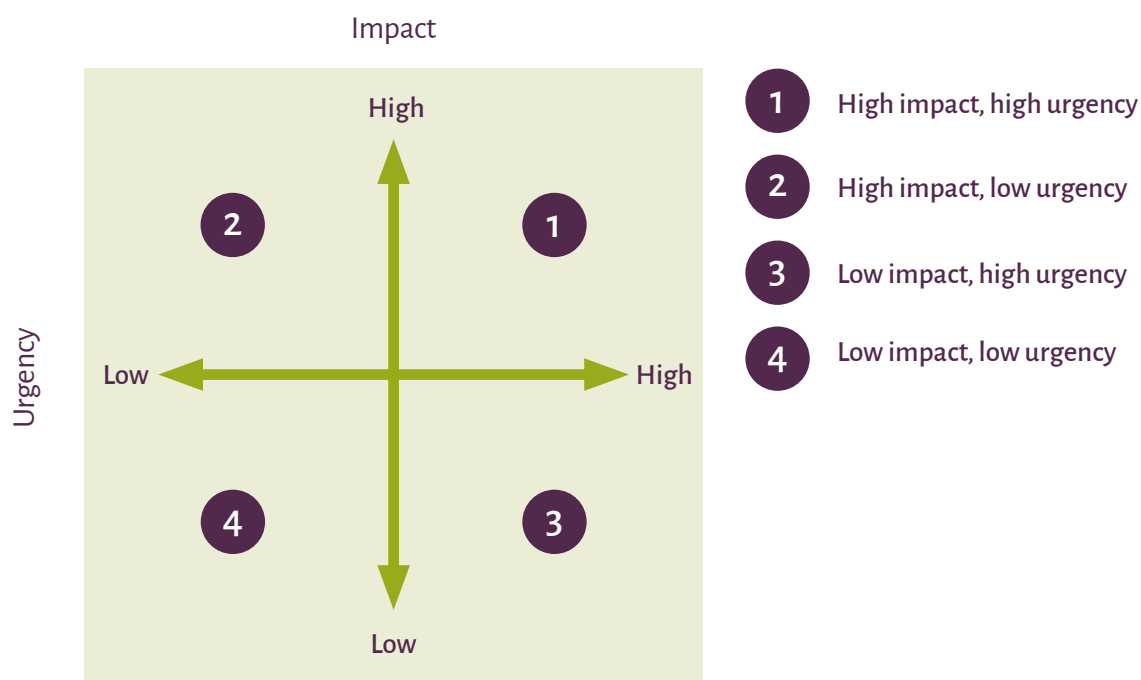 Impact
High
2
1
Urgency
Low
High
4
3
Low
1 High impact, high urgency
2 High impact, low urgency
3 Low impact, high urgency
4 Low impact, low urgency